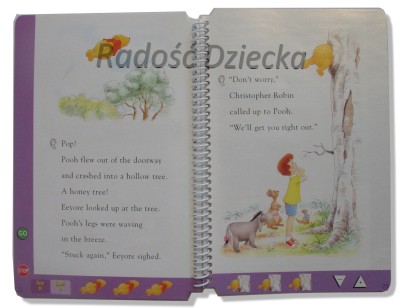 Radość Dziecka
Pop!
Pooh flew out of the doorway
and crashed into a hollow tree.
A honey tree!
Eeyore looked up at the tree.
Pooh's legs were waving
in the breeze.
"Stuck again," Eeyore sighed.
GO
STOP
"Don't worry,"
Christopher Robin
called up to Pooh.
"We'll get you right out."